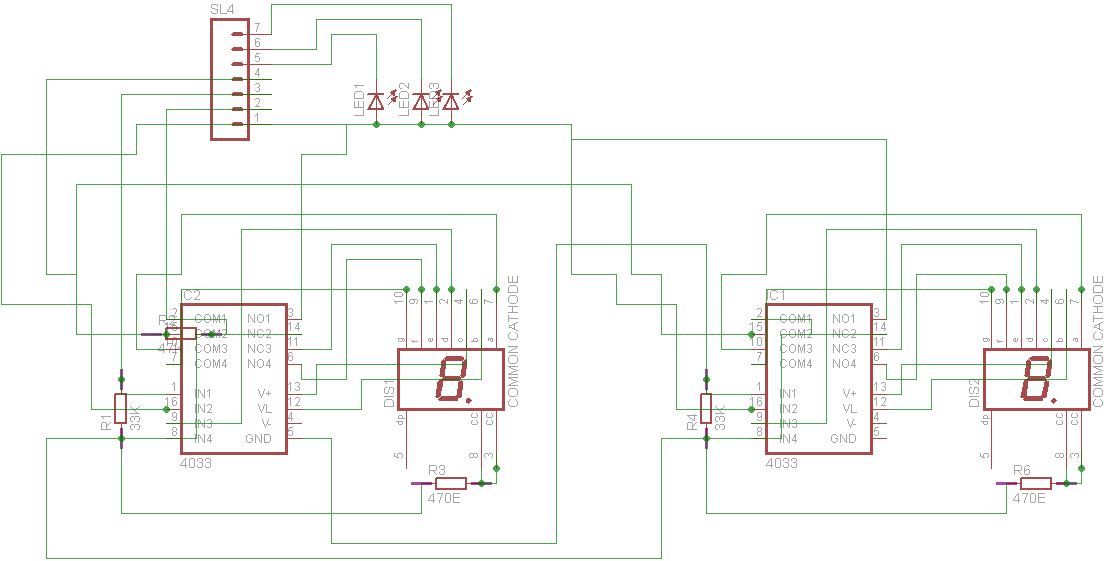 SL4
7
6
5
4
3
2
1
LED1
LED2
LED3
IC2
2
COM1
NO1
3
15
COM2
NC2
14
10
COM3
NC3
11
7
COM4
NO4
6
1
IN1
V+
13
16
IN2
VL
12
9
IN3
V-
4
8
IN4
GND
5
4033
R1
33K
10
9
1
2
4
6
7
g
f
e
d
c
b
a
DIS1
COMMON CATHODE
dp
cc
cc
5
8
3
R3
470E
IC1
2
COM1
NO1
3
15
COM2
NC2
14
10
COM3
NC3
11
7
COM4
NO4
6
1
IN1
V+
13
16
IN2
VL
12
9
IN3
V-
4
8
IN4
GND
5
4033
R4
33K
10
9
1
2
4
6
7
g
f
e
d
c
b
a
DIS2
COMMON CATHODE
dp
cc
cc
5
8
3
R6
470E